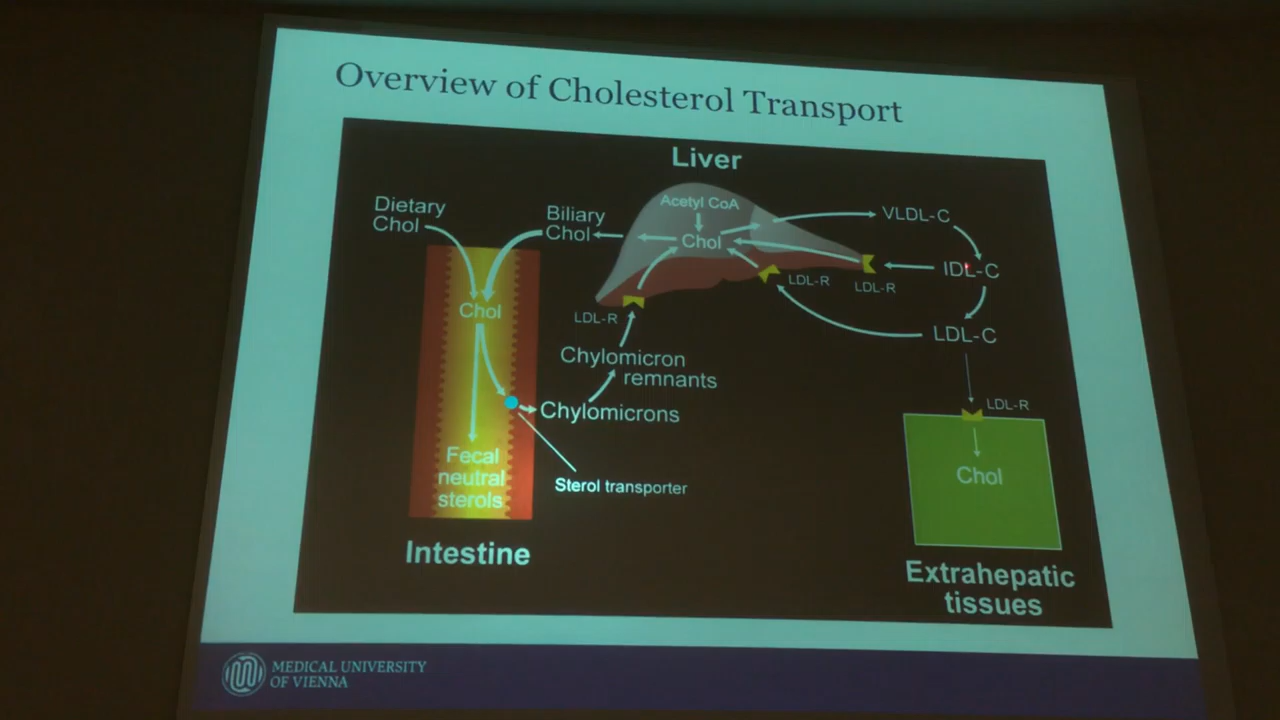 Overview of Cholesterol Transport
Liver
Dietary
Chol
Biliary
Chol
Acetyl CoA
Chol
VLDL-C
IDL-C
LDL-R
LDL-R
LDL-C
Chol
LDL-R
Chylomicron
remnants
Chylomicrons
LDL-R
Chol
Fecal
neutral
sterols
Sterol transporter
Intestine
Extrahepatic
tissues
MEDICAL UNIVERSITY
OF VIENNA